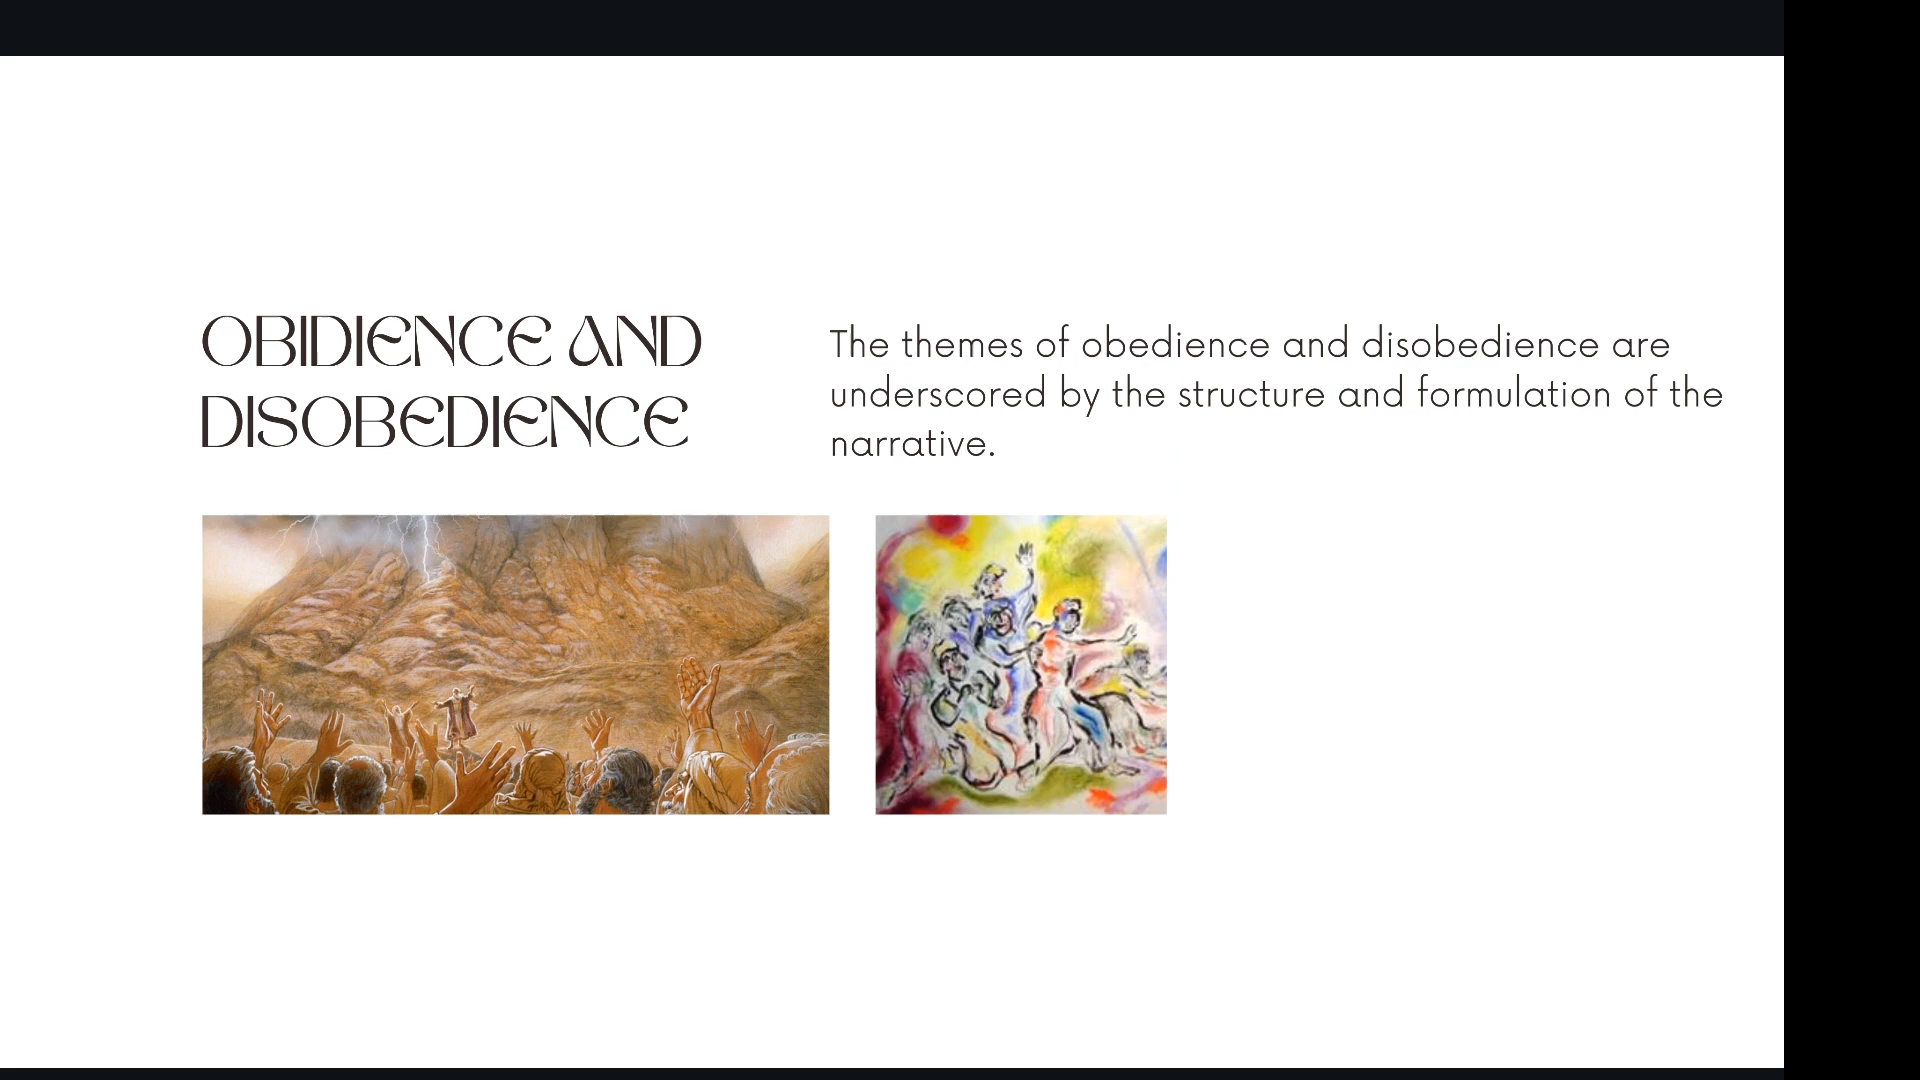 OBIDIENCE AND
DISOBEDIENCE
The themes of obedience and disobedience are
underscored by the structure and formulation of the
narrative.